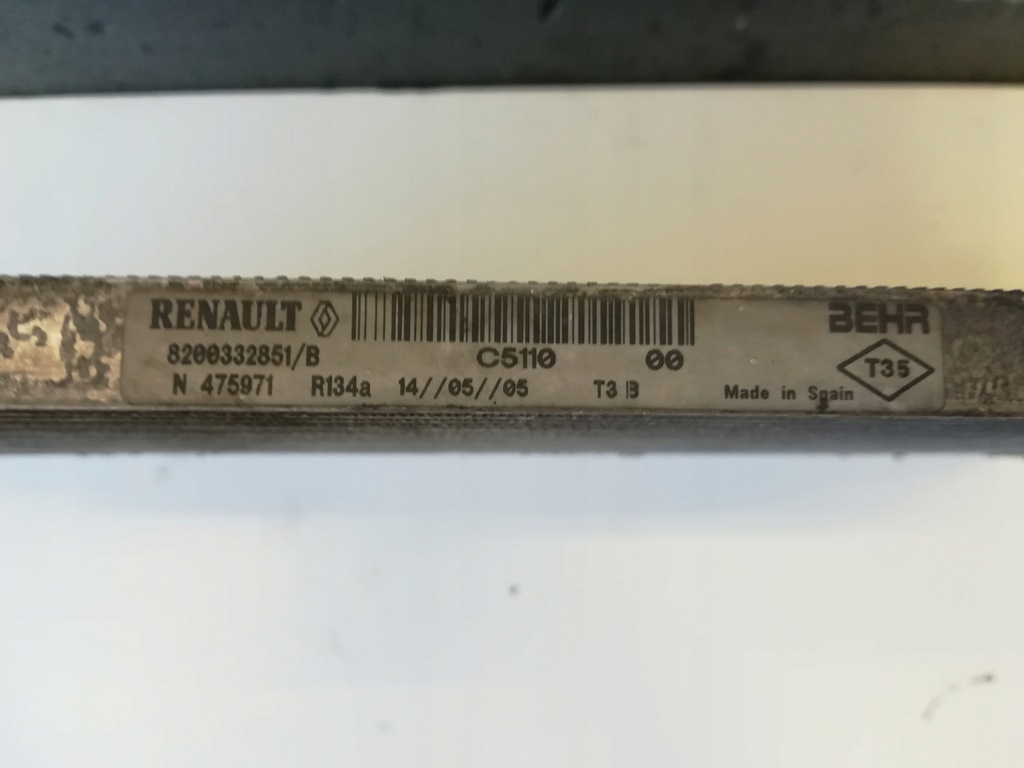 RENAULT BEHR
8200332851/B C5110 00 T35
N 475971 R134a 14//05//05 T3 B Made in Spain